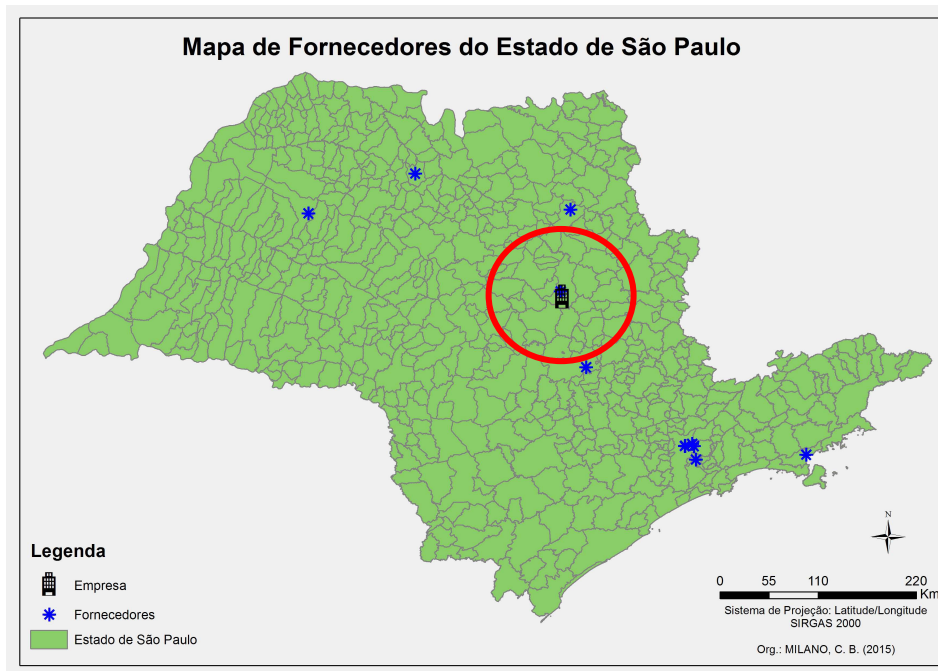 Mapa de Fornecedores do Estado de São Paulo
Legenda
Empresa
Fornecedores
Estado de São Paulo
N
0 55 110 220
Km
Sistema de Projeção: Latitude/Longitude
SIRGAS 2000
Org.: MILANO, C. B. (2015)